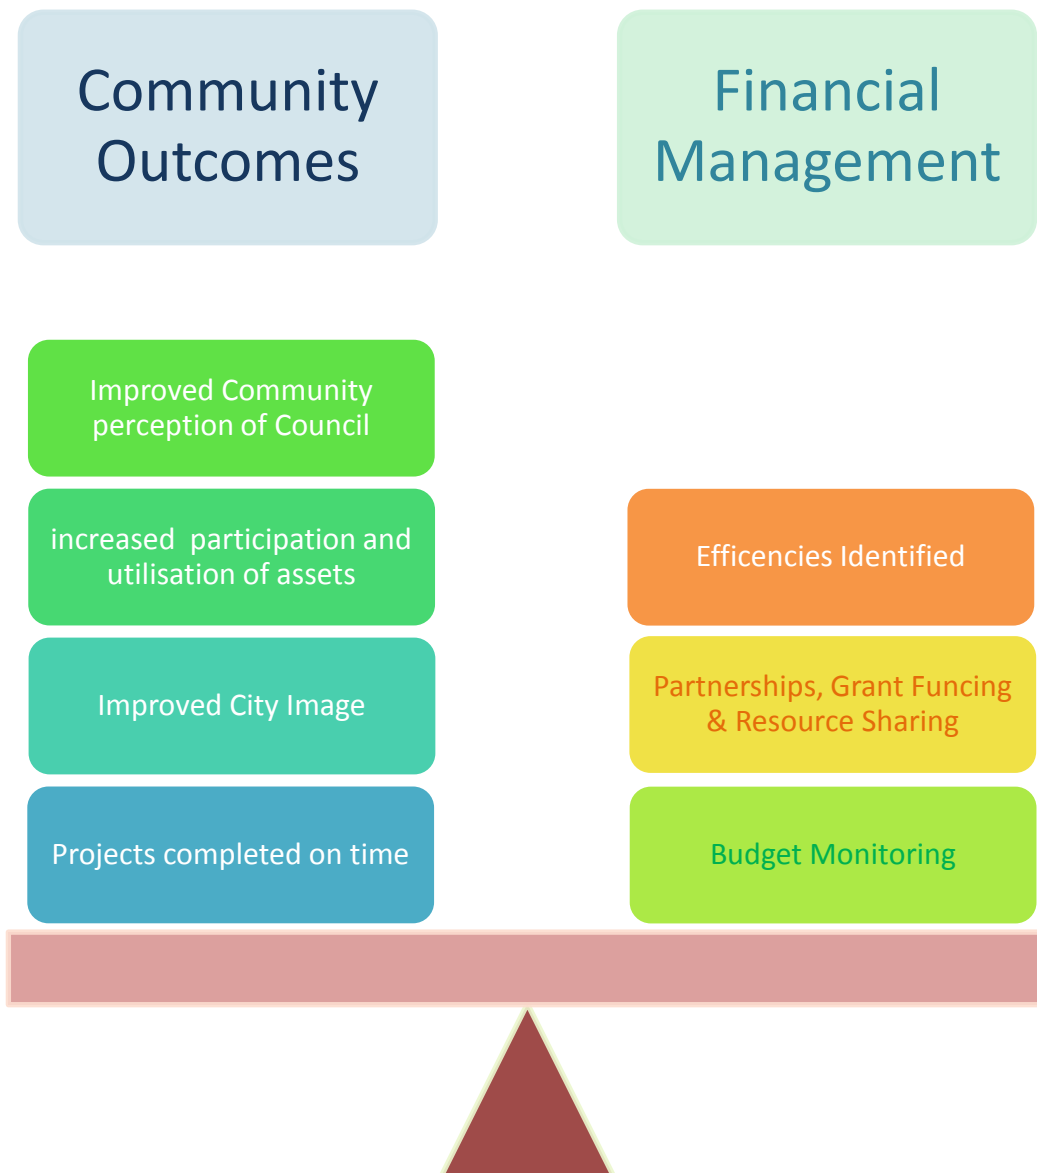 Community
Outcomes
Financial
Management
Improved Community
perception of Council
increased  participation and
utilisation of assets
Improved City Image
Projects completed on time
Efficencies Identified
Partnerships, Grant Funcing
& Resource Sharing
Budget Monitoring